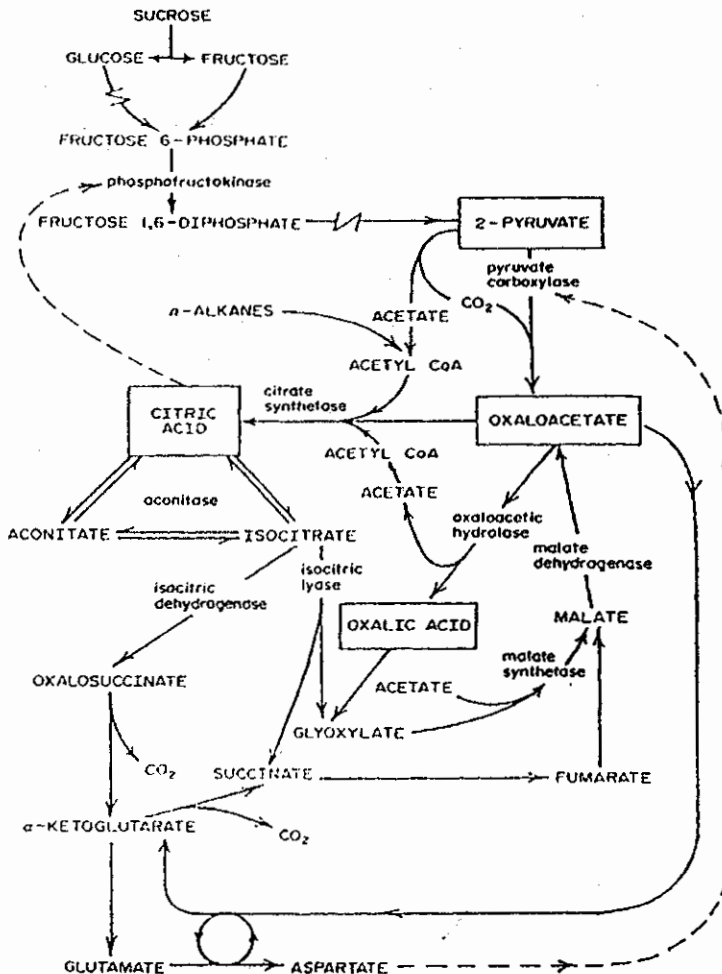 SUCROSE
GLUCOSE
FRUCTOSE
FRUCTOSE 6-PHOSPHATE
phosphofructokinase
FRUCTOSE 1,6-DIPHOSPHATE
2-PYRUVATE
pyruvate
carboxylase
n-ALKANES
ACETATE
CO2
ACETYL CoA
citrate
synthetase
CITRIC
ACID
OXALOACETATE
ACETYL CoA
ACETATE
aconitase
ACONITATE
ISOCITRATE
oxaloacetic
hydrolase
malate
dehydrogenase
isocitric
dehydrogenase
isocitric
lyase
OXALIC ACID
MALATE
malate
synthetase
OXALOSUCCINATE
ACETATE
GLYOXYLATE
CO2
SUCCINATE
FUMARATE
α-KETOGLUTARATE
CO2
GLUTAMATE
ASPARTATE